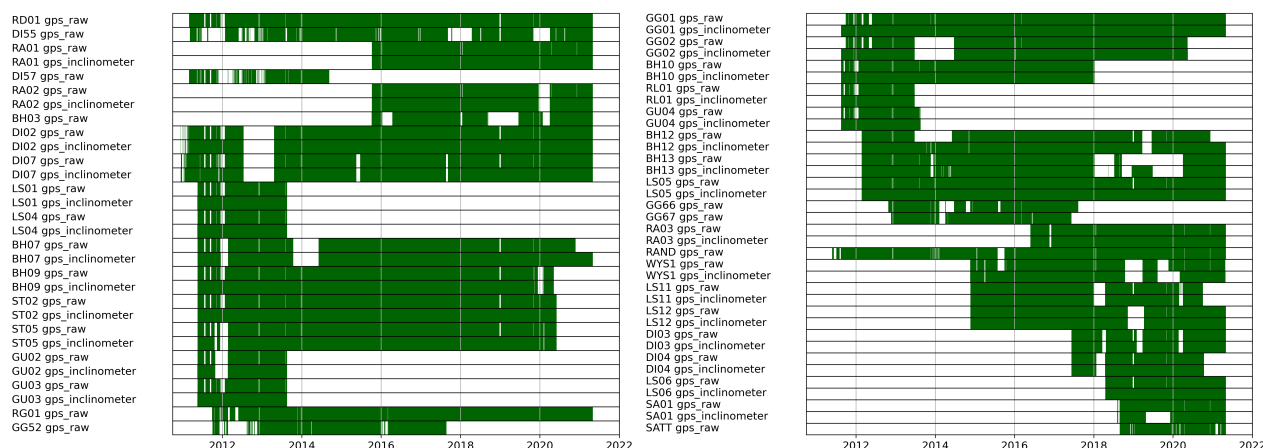 RD01 gps_raw
DI55 gps_raw
RA01 gps_raw
RA01 gps_inclinometer
DI57 gps_raw
RA02 gps_raw
RA02 gps_inclinometer
BH03 gps_raw
DI02 gps_raw
DI02 gps_inclinometer
DI07 gps_raw
DI07 gps_inclinometer
LS01 gps_raw
LS01 gps_inclinometer
LS04 gps_raw
LS04 gps_inclinometer
BH07 gps_raw
BH07 gps_inclinometer
BH09 gps_raw
BH09 gps_inclinometer
ST02 gps_raw
ST02 gps_inclinometer
ST05 gps_raw
ST05 gps_inclinometer
GU02 gps_raw
GU02 gps_inclinometer
GU03 gps_raw
GU03 gps_inclinometer
RG01 gps_raw
GG52 gps_raw
2012 2014 2016 2018 2020 2022
GG01 gps_raw
GG01 gps_inclinometer
GG02 gps_raw
GG02 gps_inclinometer
BH10 gps_raw
BH10 gps_inclinometer
RL01 gps_raw
RL01 gps_inclinometer
GU04 gps_raw
GU04 gps_inclinometer
BH12 gps_raw
BH12 gps_inclinometer
BH13 gps_raw
BH13 gps_inclinometer
LS05 gps_raw
LS05 gps_inclinometer
GG66 gps_raw
GG67 gps_raw
RA03 gps_raw
RA03 gps_inclinometer
RAND gps_raw
WYS1 gps_raw
WYS1 gps_inclinometer
LS11 gps_raw
LS11 gps_inclinometer
LS12 gps_raw
LS12 gps_inclinometer
DI03 gps_raw
DI03 gps_inclinometer
DI04 gps_raw
DI04 gps_inclinometer
LS06 gps_raw
LS06 gps_inclinometer
SA01 gps_raw
SA01 gps_inclinometer
SATT gps_raw
2012 2014 2016 2018 2020 2022